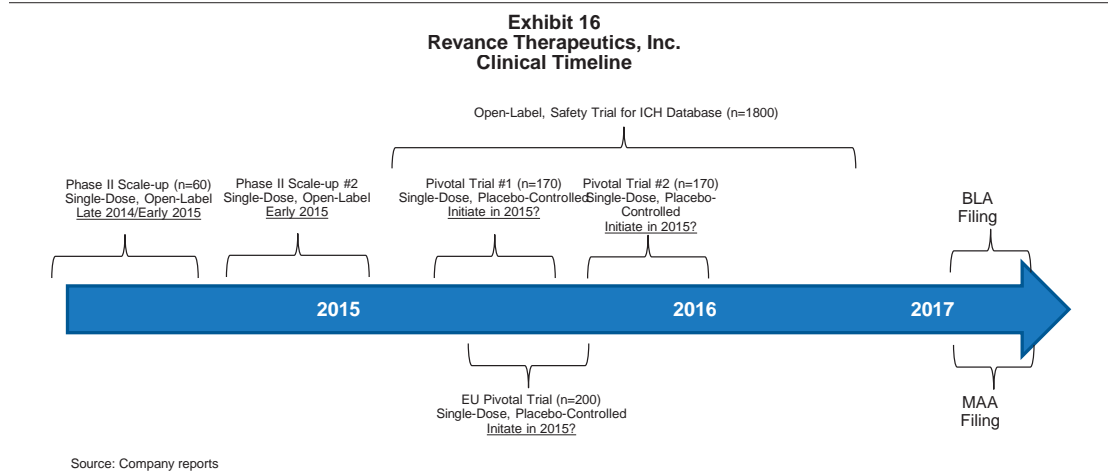 Exhibit 16
Revance Therapeutics, Inc.
Clinical Timeline
Open-Label, Safety Trial for ICH Database (n=1800)
Phase II Scale-up (n=60)
Single-Dose, Open-Label
Late 2014/Early 2015
Phase II Scale-up #2
Single-Dose, Open-Label
Early 2015
Pivotal Trial #1 (n=170)
Single-Dose, Placebo-Controlled
Initiate in 2015?
Pivotal Trial #2 (n=170)
Single-Dose, Placebo-
Controlled
Initiate in 2015?
BLA
Filing
2015
2016
2017
EU Pivotal Trial (n=200)
Single-Dose, Placebo-Controlled
Initate in 2015?
MAA
Filing
Source: Company reports